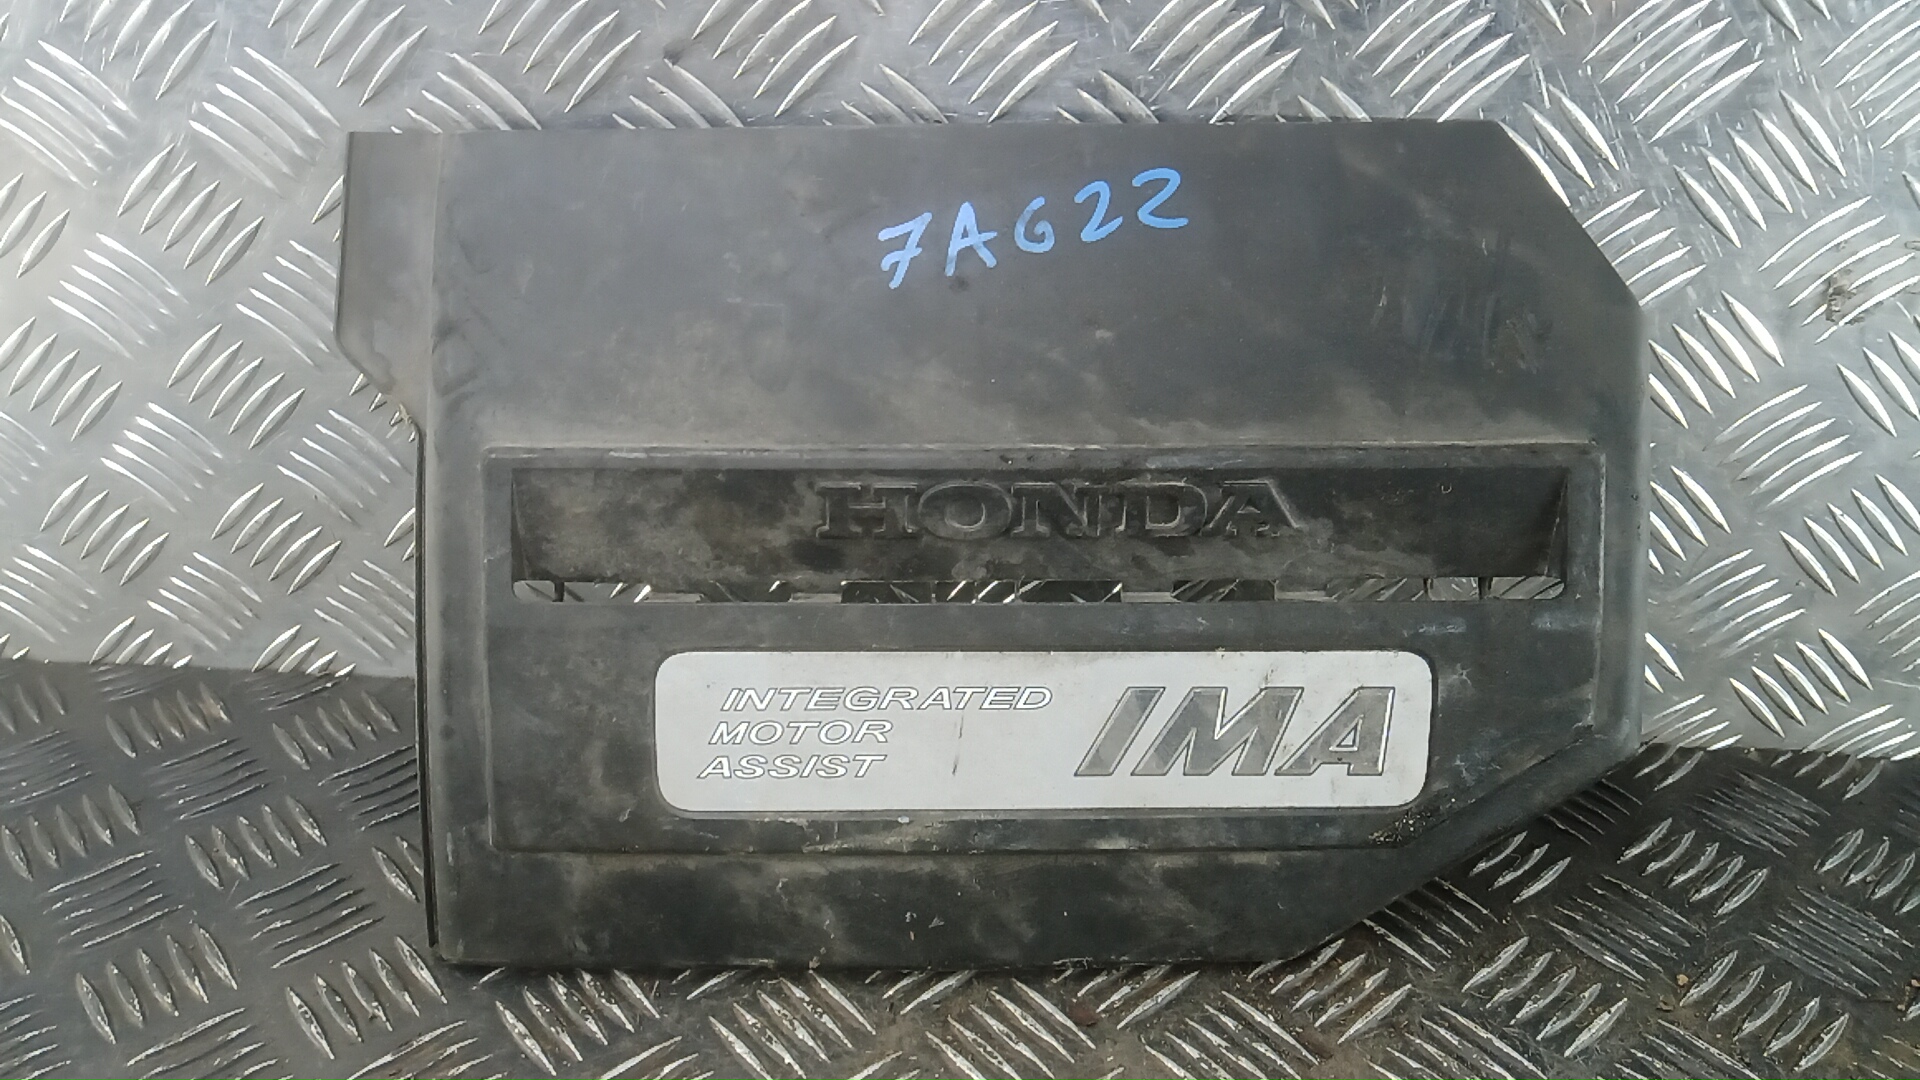 7AG22
HONDA
INTEGRATED
MOTOR
ASSIST
IMA